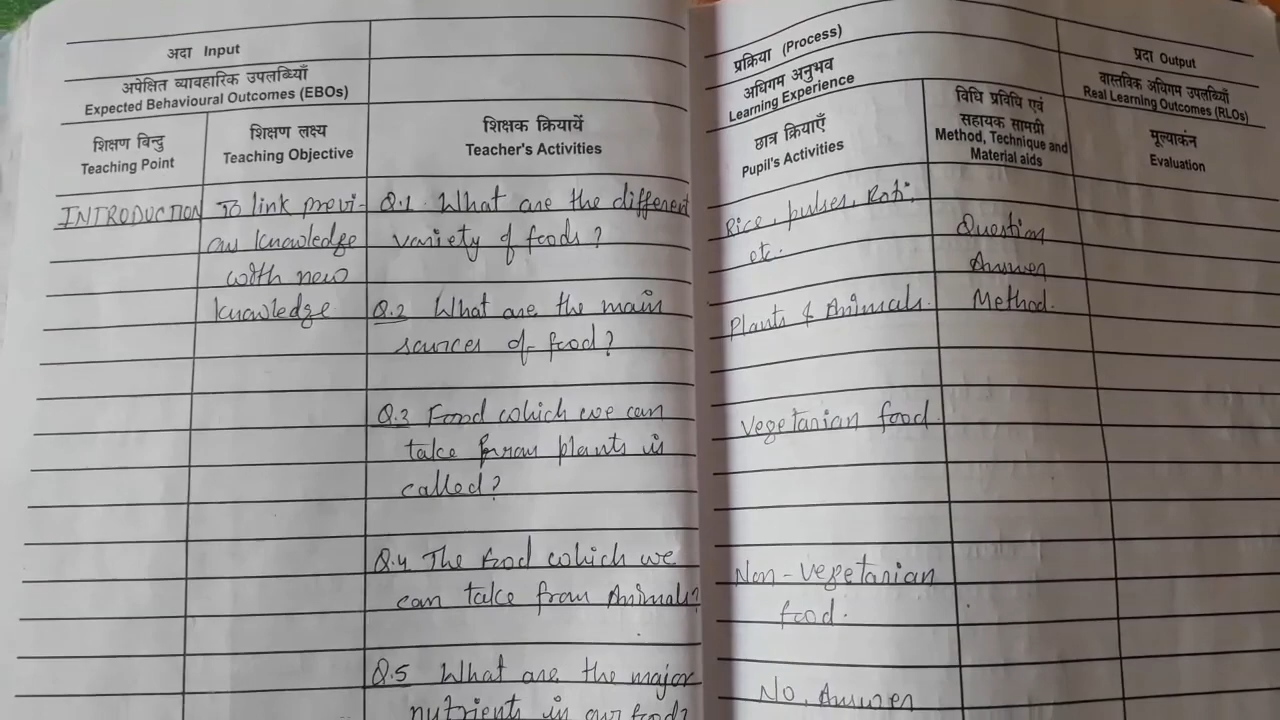 अदा Input
अपेक्षित व्यावहारिक उपलब्धियाँ
Expected Behavioural Outcomes (EBOs)
शिक्षण बिन्दु
Teaching Point
शिक्षण लक्ष्य
Teaching Objective
शिक्षक क्रियायें
Teacher's Activities
प्रक्रिया (Process)
अधिगम अनुभव
Learning Experience
छात्र क्रियाएँ
Pupil's Activities
विधि प्रविधि एवं
सहायक सामग्री
Method, Technique and
Material aids
प्रदा Output
वास्तविक अधिगम उपलब्धियाँ
Real Learning Outcomes (RLOs)
मूल्याकंन
Evaluation
INTRODUCTION
To link previ-
ous knowledge
with new
knowledge
Q.1 What are the different
variety of foods?
Q.2 What are the main
sources of food?
Q.3 Food which we can
take from plants is
called?
Q.4 The food which we
can take from Animals?
Q.5 What are the major
nutrients in our food?
Rice, pulses, Roti,
etc.
Plants & Animals.
Vegetarian food.
Non-vegetarian
food.
No Answer
Question
Answer
Method.